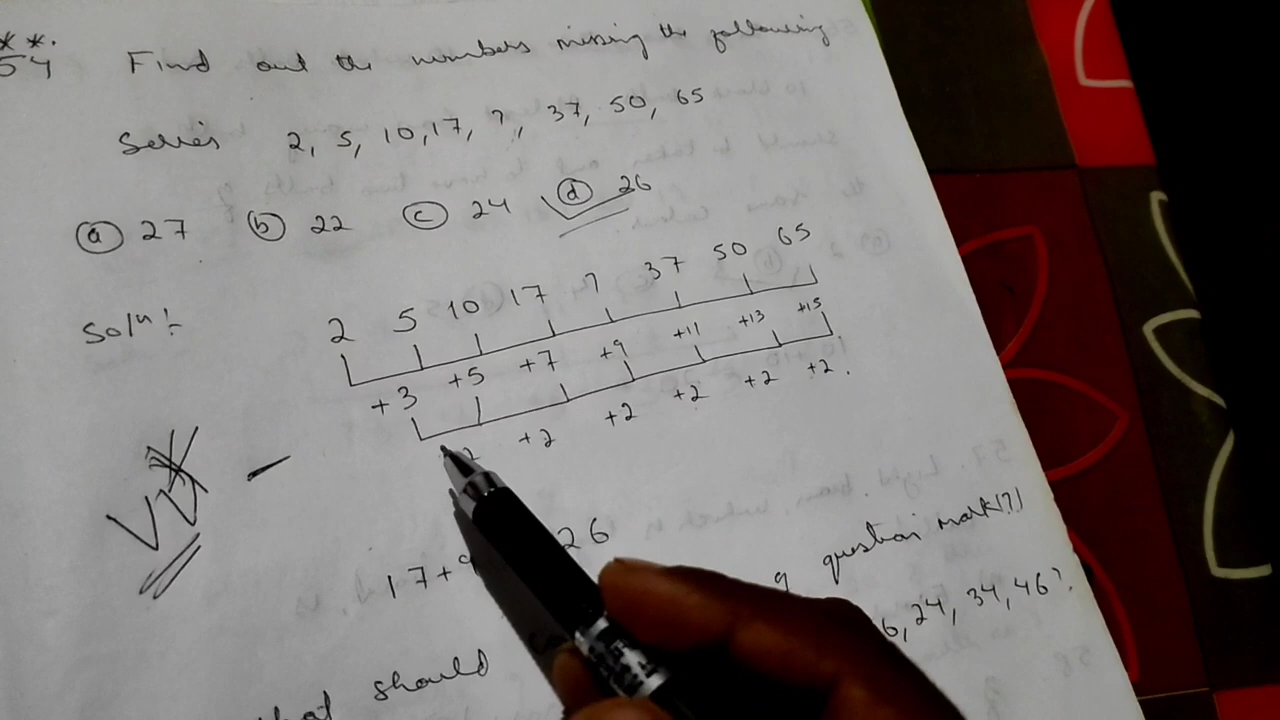 * *.
54 Find out the numbers missing the following
Series 2, 5, 10, 17, ?, 37, 50, 65
(a) 27 (b) 22 (c) 24 (d) 26
Solⁿ:- 2 5 10 17 ? 37 50 65
+3 +5 +7 +9 +11 +13 +15
2 +2 +2 +2 +2 +2.
17+9 26
question mark(?)
6, 24, 34, 46?
should